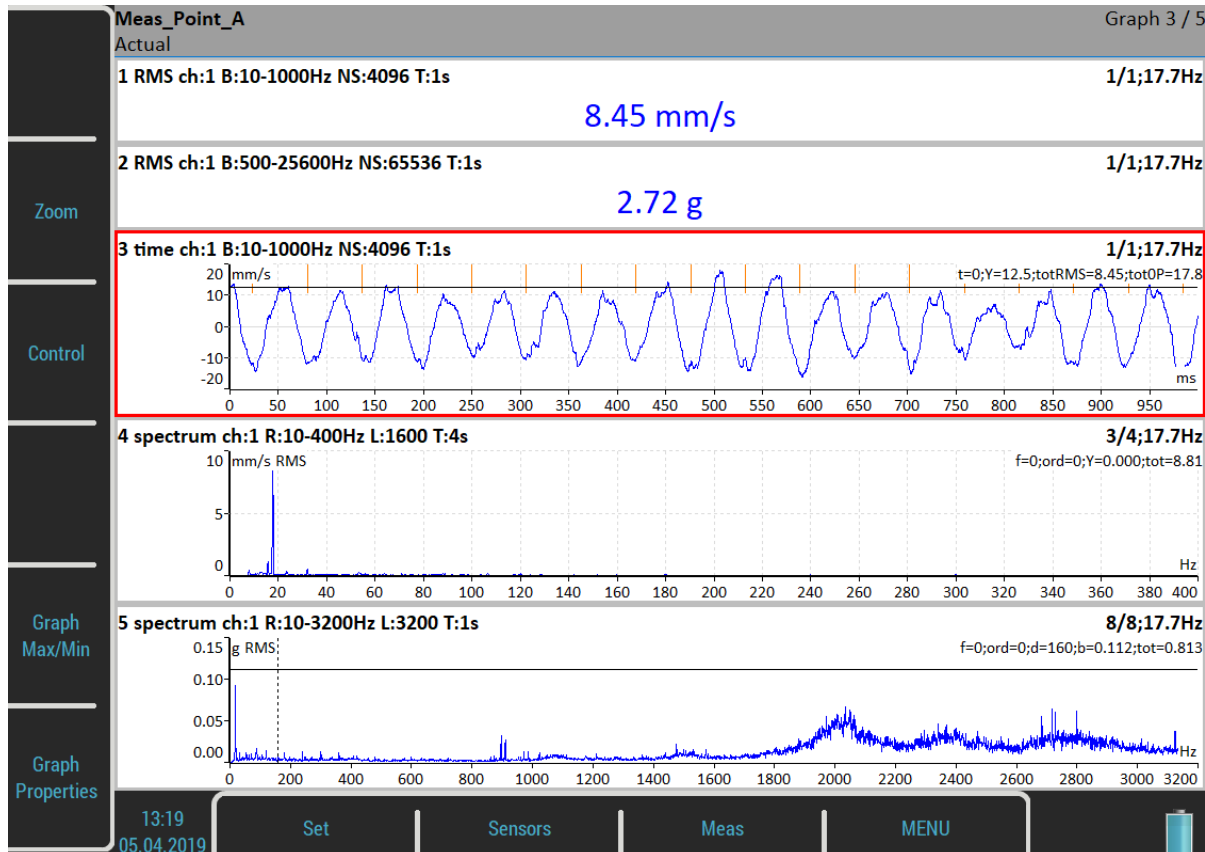 Meas_Point_A
Graph 3 / 5
Actual
1 RMS ch:1 B:10-1000Hz NS:4096 T:1s
1/1;17.7Hz
8.45 mm/s
2 RMS ch:1 B:500-25600Hz NS:65536 T:1s
1/1;17.7Hz
2.72 g
Zoom
3 time ch:1 B:10-1000Hz NS:4096 T:1s
1/1;17.7Hz
20 mm/s
t=0;Y=12.5;totRMS=8.45;tot0P=17.8
10
0
-10
-20
ms
0 50 100 150 200 250 300 350 400 450 500 550 600 650 700 750 800 850 900 950
Control
4 spectrum ch:1 R:10-400Hz L:1600 T:4s
3/4;17.7Hz
10 mm/s RMS
f=0;ord=0;Y=0.000;tot=8.81
5
0
Hz
0 20 40 60 80 100 120 140 160 180 200 220 240 260 280 300 320 340 360 380 400
Graph
Max/Min
5 spectrum ch:1 R:10-3200Hz L:3200 T:1s
8/8;17.7Hz
0.15 g RMS
f=0;ord=0;d=160;b=0.112;tot=0.813
0.10
0.05
0.00
Hz
0 200 400 600 800 1000 1200 1400 1600 1800 2000 2200 2400 2600 2800 3000 3200
Graph
Properties
13:19
05.04.2019
Set
Sensors
Meas
MENU